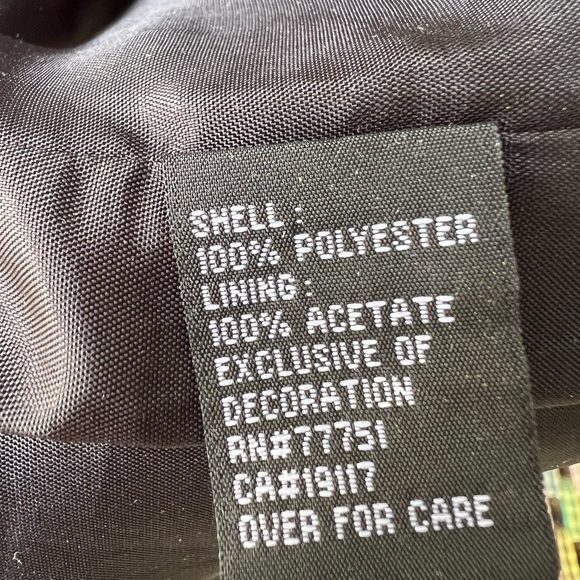 SHELL:
100% POLYESTER
LINING:
100% ACETATE
EXCLUSIVE OF
DECORATION
RN#77751
CA#19117
OVER FOR CARE